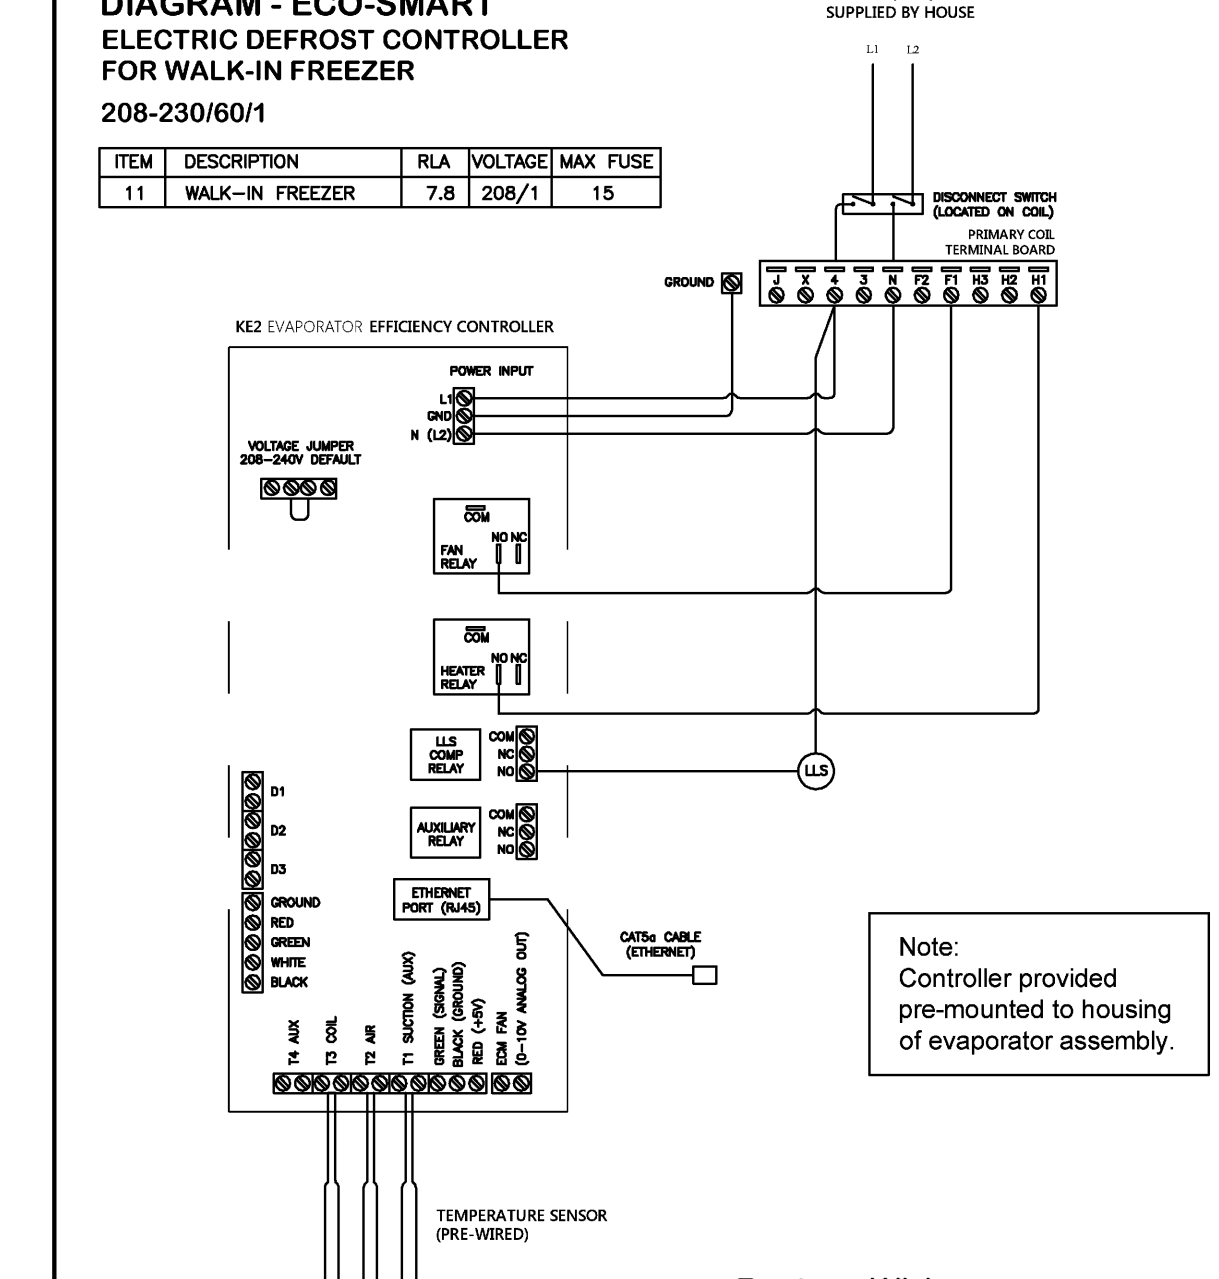 DIAGRAM - ECO-SMART
ELECTRIC DEFROST CONTROLLER
FOR WALK-IN FREEZER
208-230/60/1
SUPPLIED BY HOUSE
L1 L2
ITEM DESCRIPTION RLA VOLTAGE MAX FUSE
11 WALK-IN FREEZER 7.8 208/1 15
DISCONNECT SWITCH
(LOCATED ON COIL)
PRIMARY COIL
TERMINAL BOARD
GROUND
J X 4 3 N F2 F1 H3 H2 H1
KE2 EVAPORATOR EFFICIENCY CONTROLLER
POWER INPUT
L1
GND
N (L2)
VOLTAGE JUMPER
208-240V DEFAULT
COM
NO NC
FAN
RELAY
COM
NO NC
HEATER
RELAY
LLS
COMP
RELAY
COM
NC
NO
LLS
AUXILIARY
RELAY
COM
NC
NO
D1
D2
D3
GROUND
RED
GREEN
WHITE
BLACK
ETHERNET
PORT (RJ45)
CAT5a CABLE
(ETHERNET)
T4 AUX
T3 COIL
T2 AIR
T1 SUCTION (AUX)
GREEN (SIGNAL)
BLACK (GROUND)
RED (+5V)
ECM FAN
(0-10V ANALOG OUT)
Note:
Controller provided
pre-mounted to housing
of evaporator assembly.
TEMPERATURE SENSOR
(PRE-WIRED)